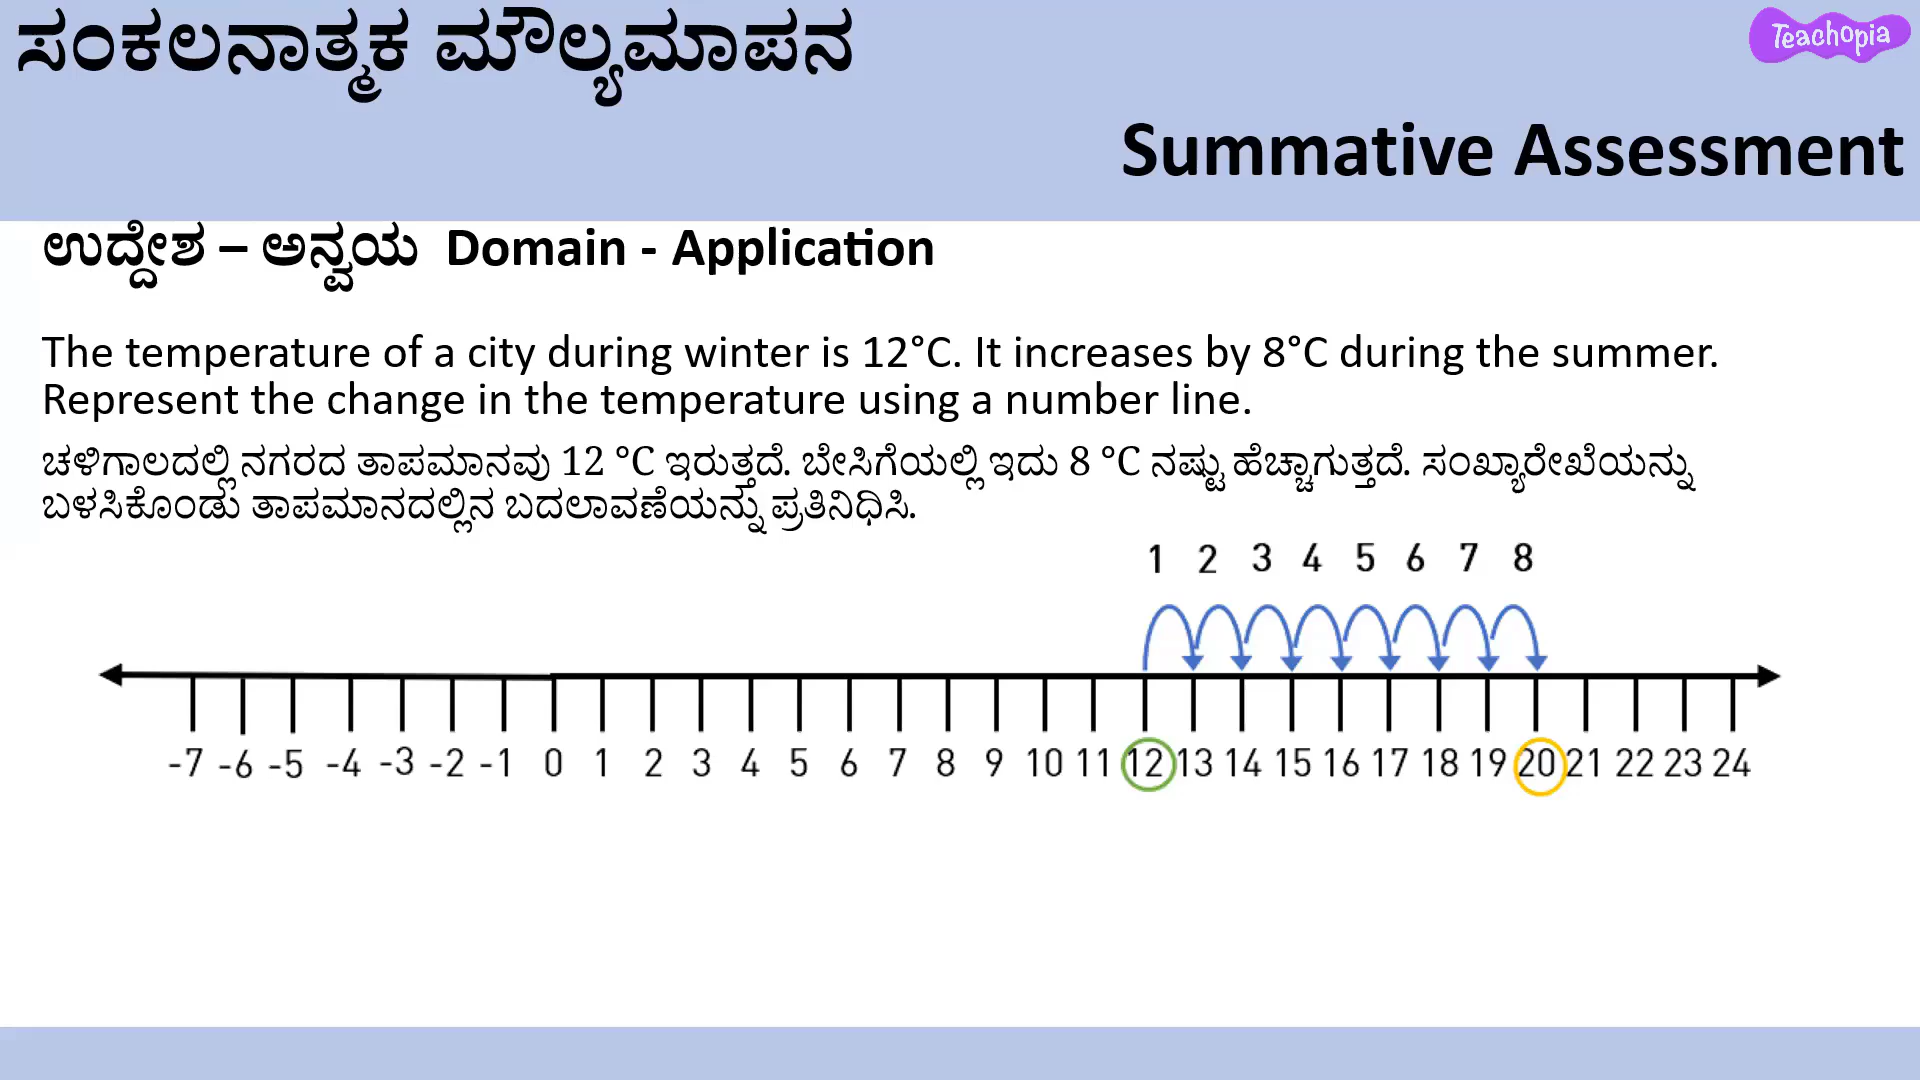 ಸಂಕಲನಾತ್ಮಕ ಮೌಲ್ಯಮಾಪನ
Teachopia
Summative Assessment
ಉದ್ದೇಶ – ಅನ್ವಯ Domain - Application
The temperature of a city during winter is 12°C. It increases by 8°C during the summer.
Represent the change in the temperature using a number line.
ಚಳಿಗಾಲದಲ್ಲಿ ನಗರದ ತಾಪಮಾನವು 12 °C ಇರುತ್ತದೆ. ಬೇಸಿಗೆಯಲ್ಲಿ ಇದು 8 °C ನಷ್ಟು ಹೆಚ್ಚಾಗುತ್ತದೆ. ಸಂಖ್ಯಾರೇಖೆಯನ್ನು
ಬಳಸಿಕೊಂಡು ತಾಪಮಾನದಲ್ಲಿನ ಬದಲಾವಣೆಯನ್ನು ಪ್ರತಿನಿಧಿಸಿ.
1 2 3 4 5 6 7 8
-7 -6 -5 -4 -3 -2 -1 0 1 2 3 4 5 6 7 8 9 10 11 12 13 14 15 16 17 18 19 20 21 22 23 24